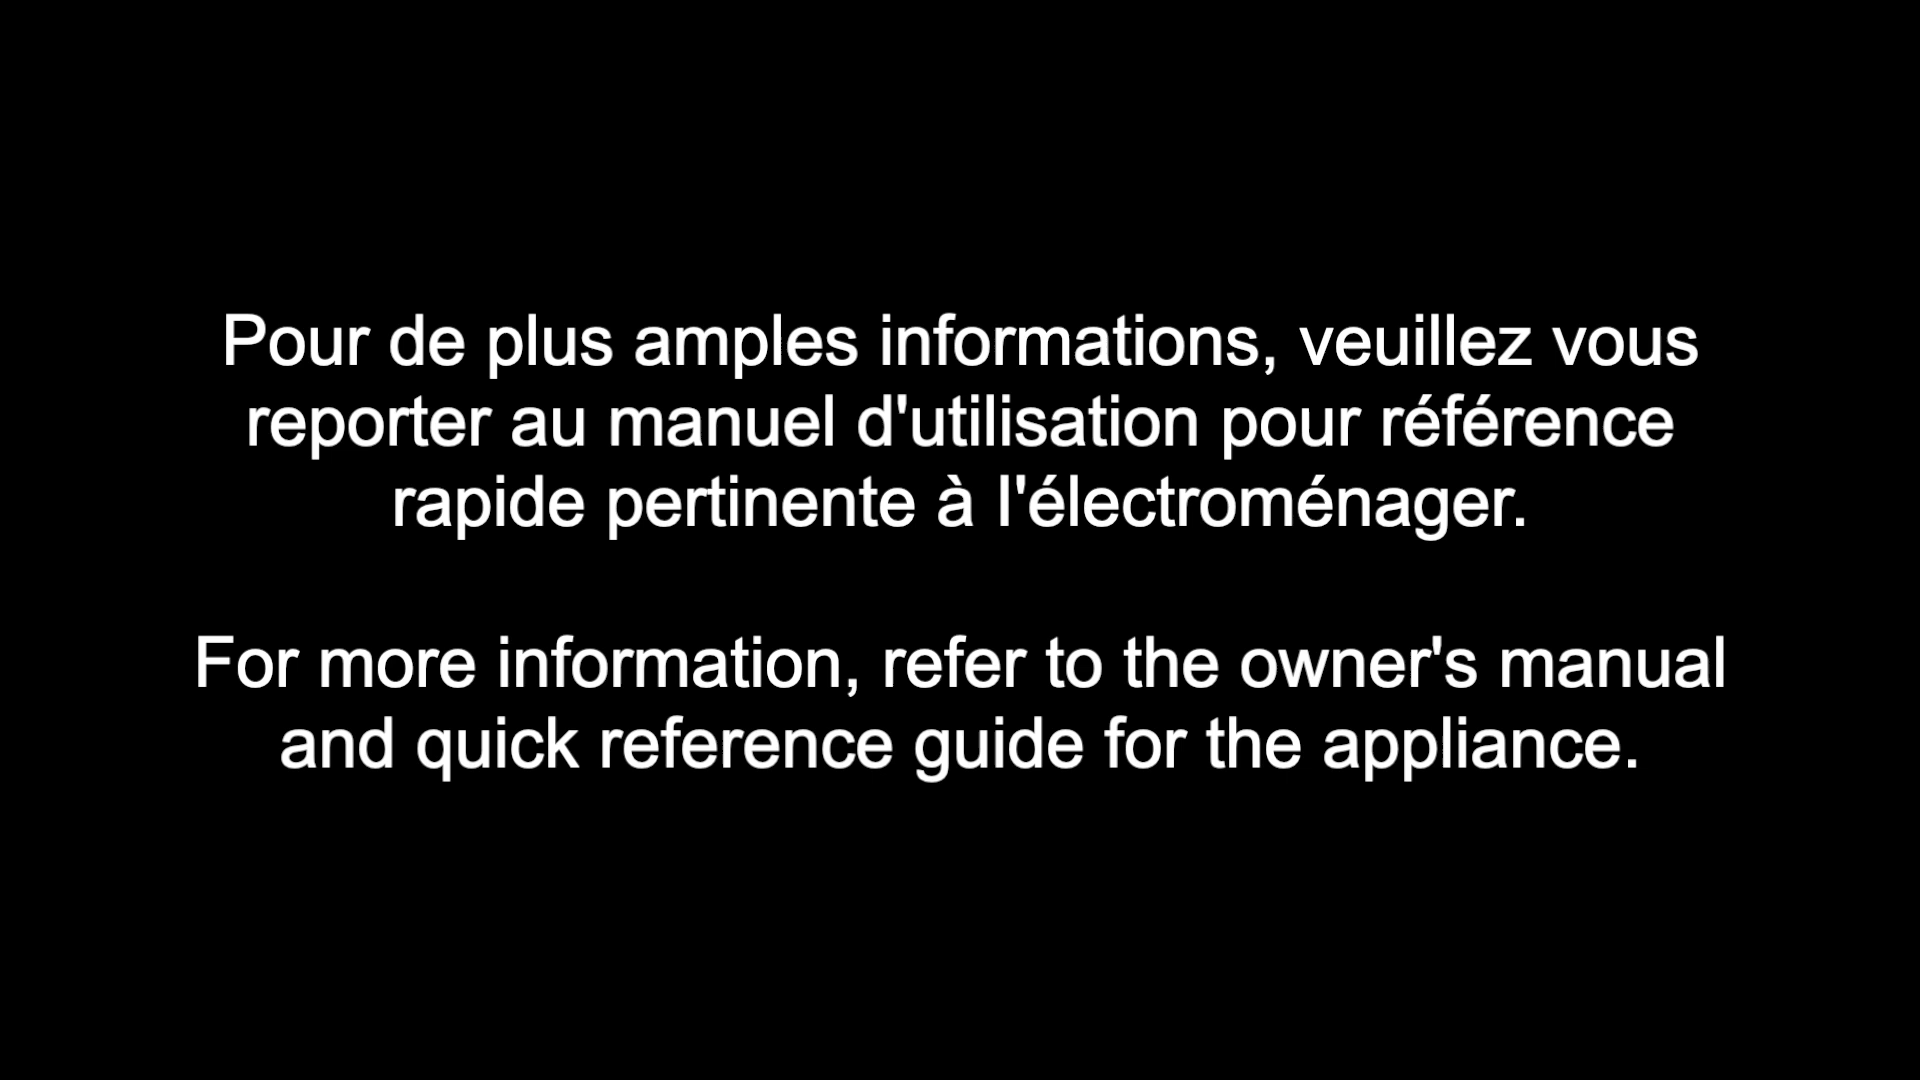 Pour de plus amples informations, veuillez vous
reporter au manuel d'utilisation pour référence
rapide pertinente à l'électroménager.
For more information, refer to the owner's manual
and quick reference guide for the appliance.